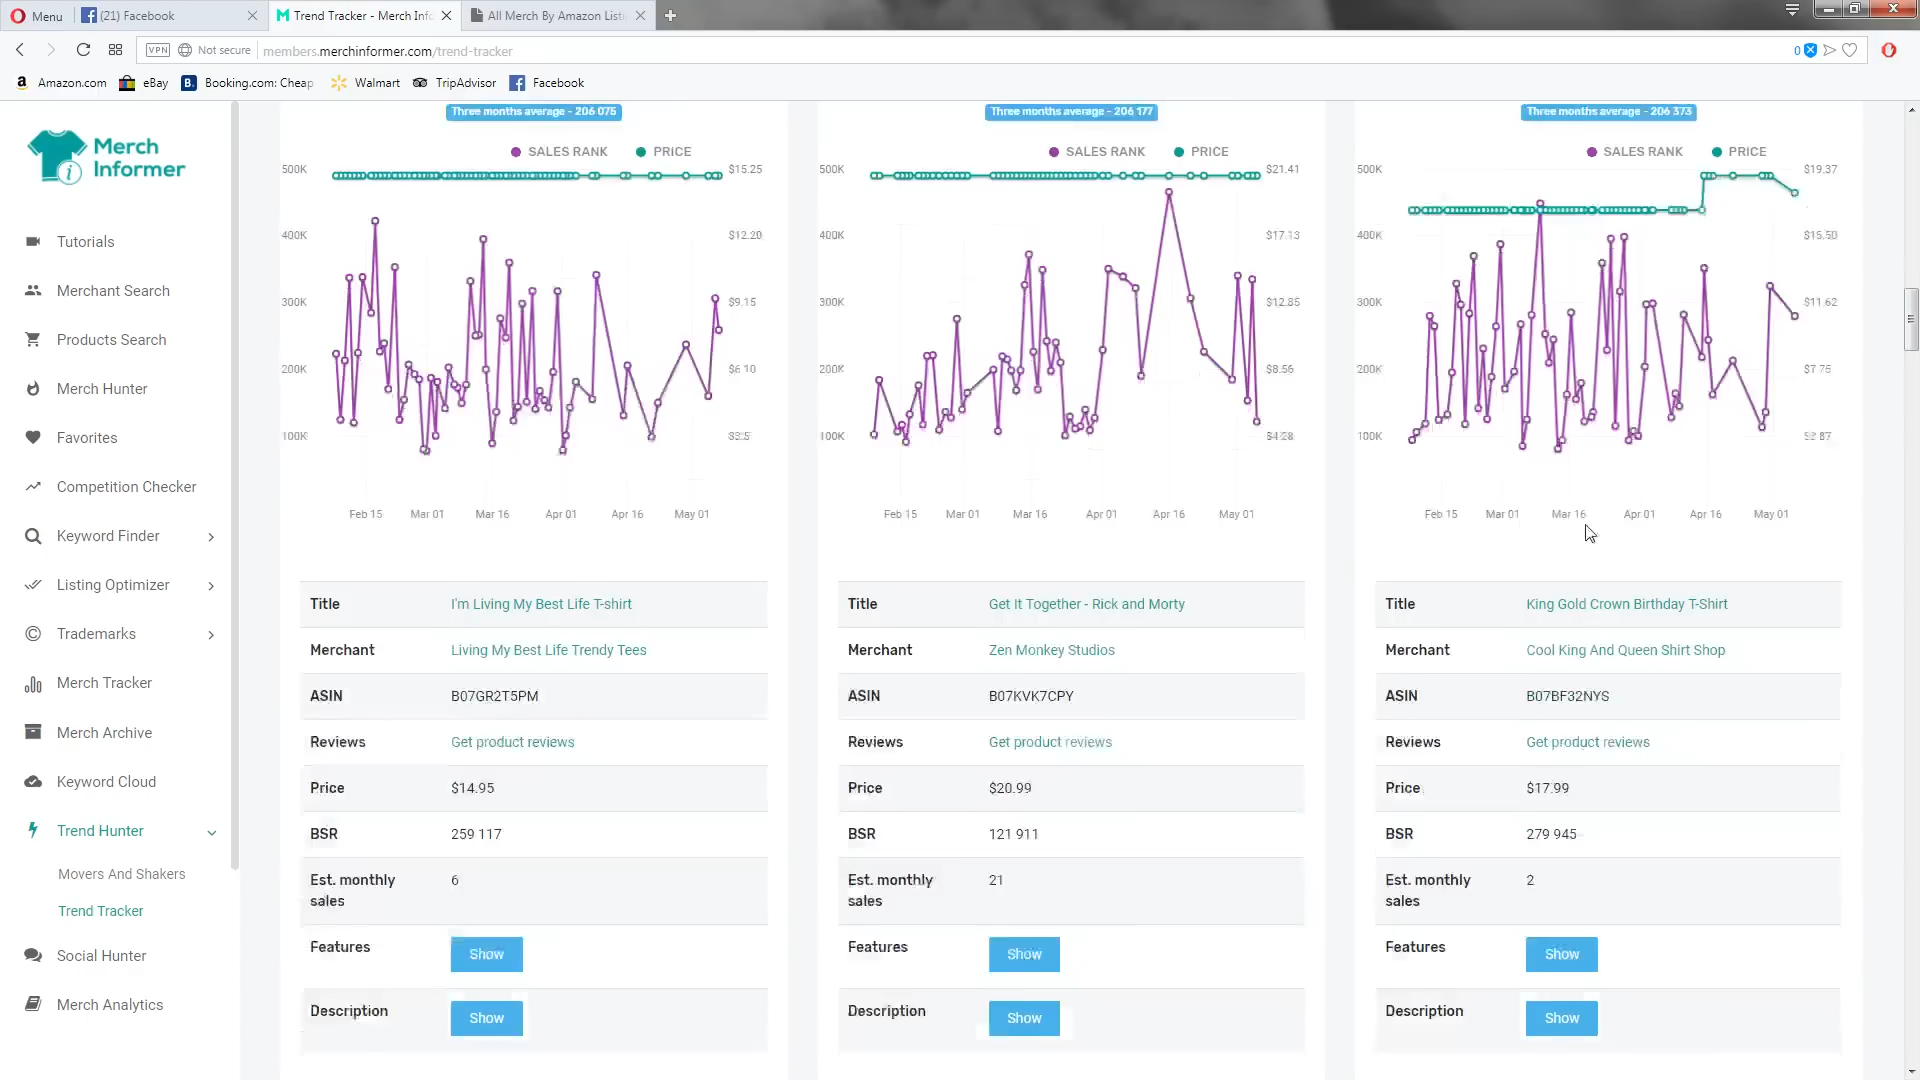 Menu
(21) Facebook
Trend Tracker - Merch Info
All Merch By Amazon Listi
VPN
Not secure
members.merchinformer.com/trend-tracker
0
Amazon.com
eBay
B.
Booking.com: Cheap
Walmart
TripAdvisor
Facebook
Merch
Informer
Tutorials
Merchant Search
Products Search
Merch Hunter
Favorites
Competition Checker
Keyword Finder
Listing Optimizer
Trademarks
Merch Tracker
Merch Archive
Keyword Cloud
Trend Hunter
Movers And Shakers
Trend Tracker
Social Hunter
Merch Analytics
Three months average - 206 075
SALES RANK PRICE
500K $15.25
400K $12.20
300K $9.15
200K $6.10
100K
Feb 15 Mar 01 Mar 16 Apr 01 Apr 16 May 01
Title I'm Living My Best Life T-shirt
Merchant Living My Best Life Trendy Tees
ASIN B07GR2T5PM
Reviews Get product reviews
Price $14.95
BSR 259 117
Est. monthly 6
sales
Features Show
Description Show
Three months average - 206 177
SALES RANK PRICE
500K $21.41
400K $17.13
300K $12.85
200K $8.56
100K $4.28
Feb 15 Mar 01 Mar 16 Apr 01 Apr 16 May 01
Title Get It Together - Rick and Morty
Merchant Zen Monkey Studios
ASIN B07KVK7CPY
Reviews Get product reviews
Price $20.99
BSR 121 911
Est. monthly 21
sales
Features Show
Description Show
Three months average - 206 373
SALES RANK PRICE
500K $19.37
400K $15.50
300K $11.62
200K $7.75
100K
Feb 15 Mar 01 Mar 16 Apr 01 Apr 16 May 01
Title King Gold Crown Birthday T-Shirt
Merchant Cool King And Queen Shirt Shop
ASIN B07BF32NYS
Reviews Get product reviews
Price $17.99
BSR 279 945
Est. monthly 2
sales
Features Show
Description Show